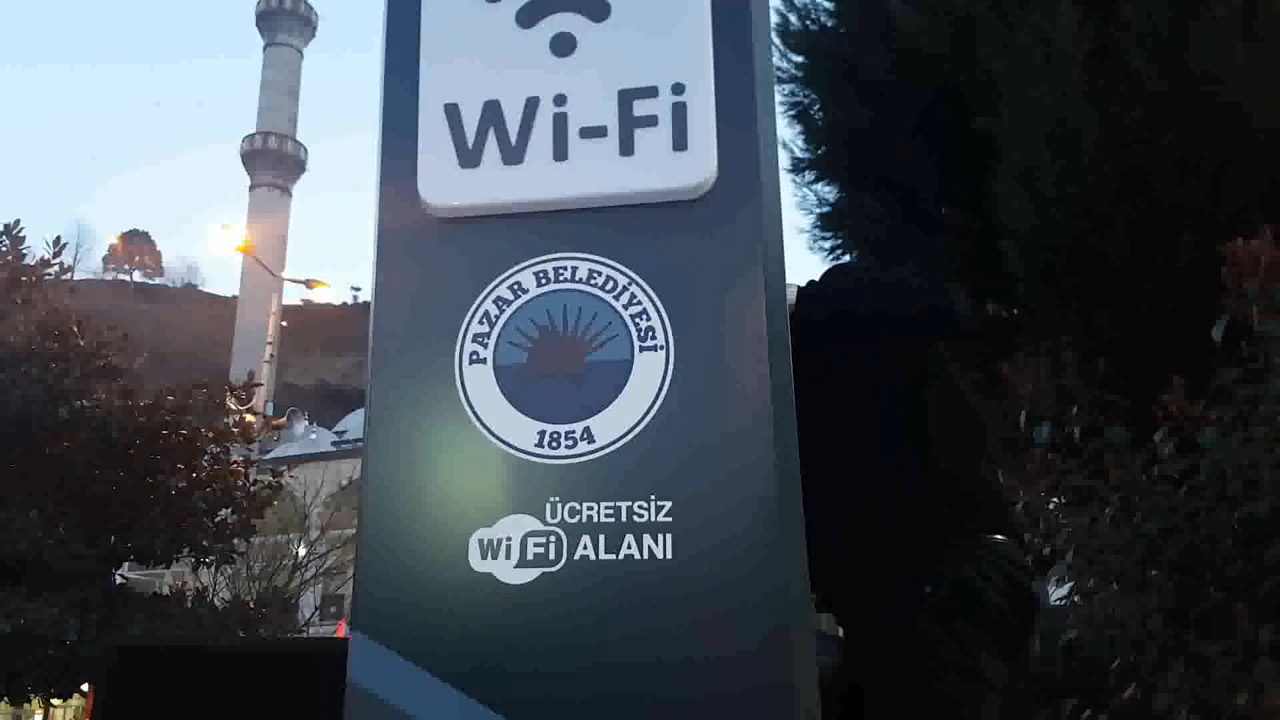 Wi-Fi
PAZAR BELEDİYESİ
1854
ÜCRETSİZ
WiFi ALANI